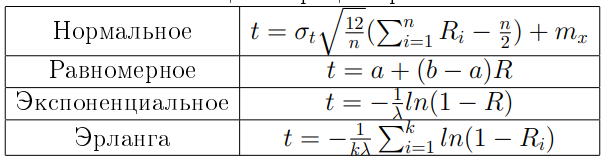 Нормальное t = σ_t √(12/n) (∑_{i=1}^{n} R_i − n/2) + m_x
Равномерное t = a + (b − a)R
Экспоненциальное t = −1/λ ln(1 − R)
Эрланга t = −1/(kλ) ∑_{i=1}^{k} ln(1 − R_i)